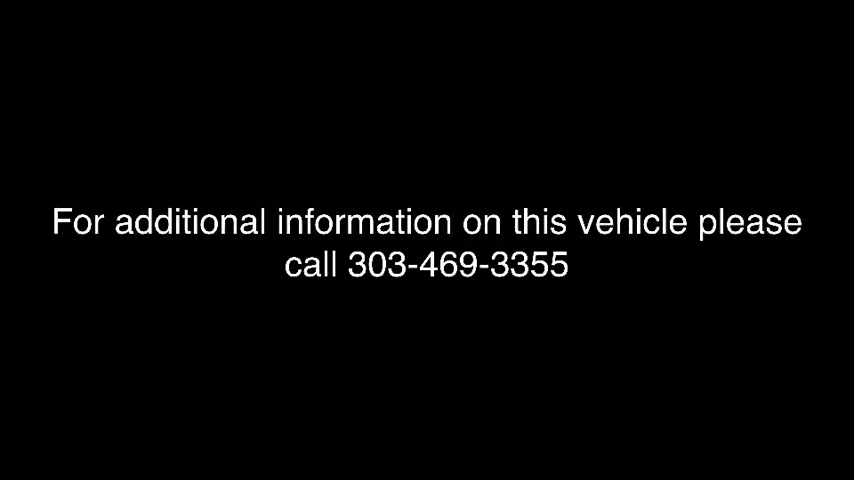 For additional information on this vehicle please
call 303-469-3355